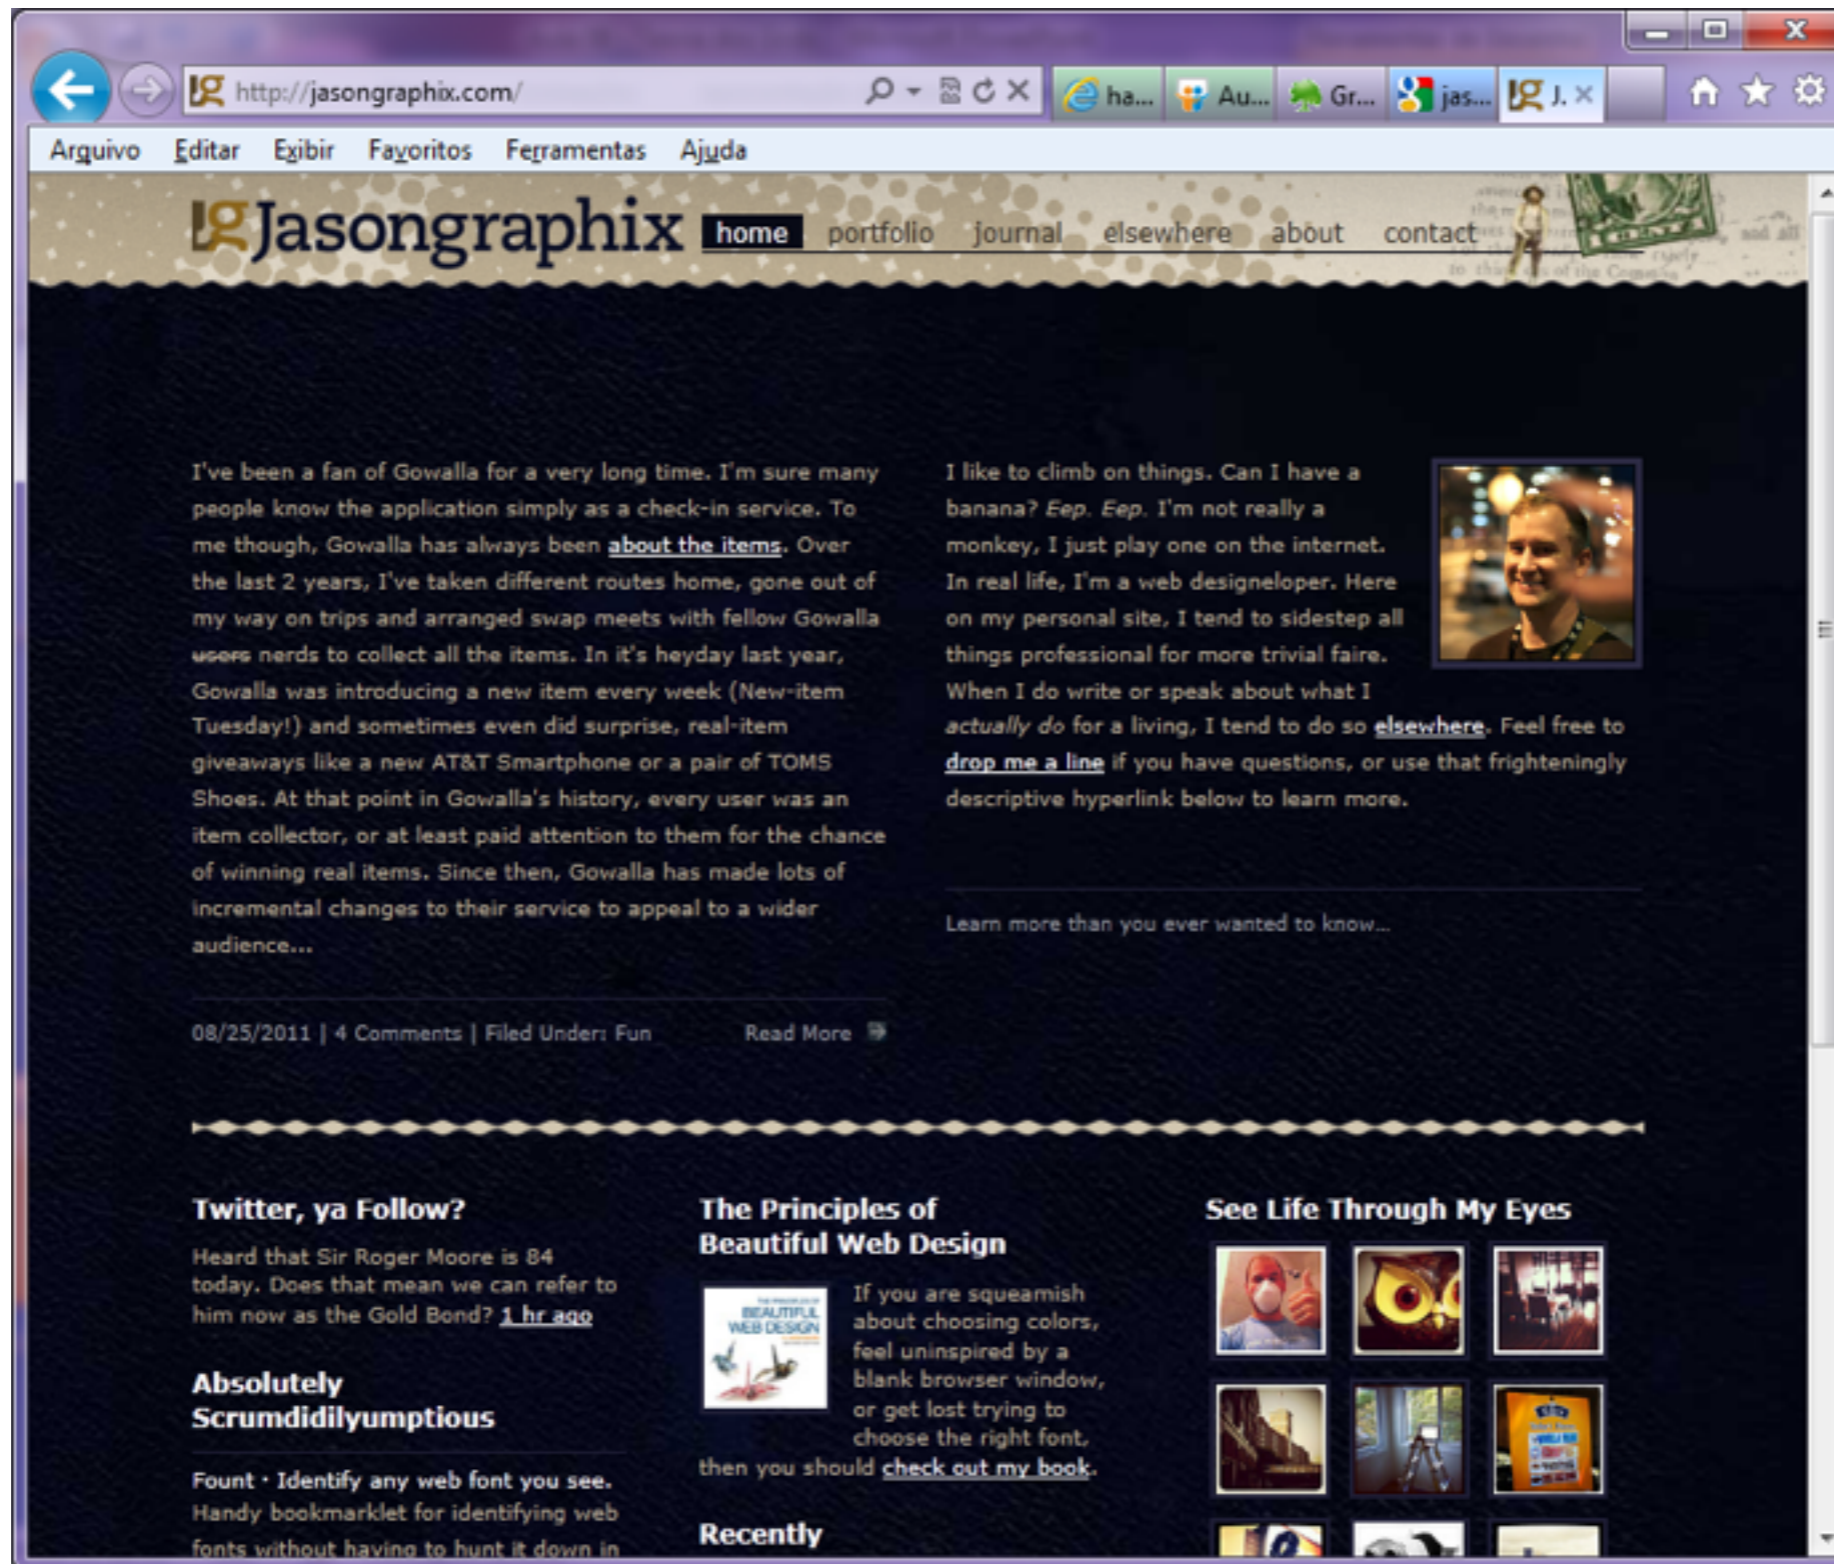 http://jasongraphix.com/
ha...
Au...
Gr...
jas...
J.
Arquivo Editar Exibir Favoritos Ferramentas Ajuda
Jasongraphix
home portfolio journal elsewhere about contact
I've been a fan of Gowalla for a very long time. I'm sure many
people know the application simply as a check-in service. To
me though, Gowalla has always been about the items. Over
the last 2 years, I've taken different routes home, gone out of
my way on trips and arranged swap meets with fellow Gowalla
users nerds to collect all the items. In it's heyday last year,
Gowalla was introducing a new item every week (New-item
Tuesday!) and sometimes even did surprise, real-item
giveaways like a new AT&T Smartphone or a pair of TOMS
Shoes. At that point in Gowalla's history, every user was an
item collector, or at least paid attention to them for the chance
of winning real items. Since then, Gowalla has made lots of
incremental changes to their service to appeal to a wider
audience...
08/25/2011 | 4 Comments | Filed Under: Fun
Read More
I like to climb on things. Can I have a
banana? Eep. Eep. I'm not really a
monkey, I just play one on the internet.
In real life, I'm a web designeloper. Here
on my personal site, I tend to sidestep all
things professional for more trivial faire.
When I do write or speak about what I
actually do for a living, I tend to do so elsewhere. Feel free to
drop me a line if you have questions, or use that frighteningly
descriptive hyperlink below to learn more.
Learn more than you ever wanted to know...
Twitter, ya Follow?
Heard that Sir Roger Moore is 84
today. Does that mean we can refer to
him now as the Gold Bond? 1 hr ago
Absolutely
Scrumdidilyumptious
Fount · Identify any web font you see.
Handy bookmarklet for identifying web
fonts without having to hunt it down in
The Principles of
Beautiful Web Design
THE PRINCIPLES OF
BEAUTIFUL
WEB DESIGN
If you are squeamish
about choosing colors,
feel uninspired by a
blank browser window,
or get lost trying to
choose the right font,
then you should check out my book.
Recently
See Life Through My Eyes